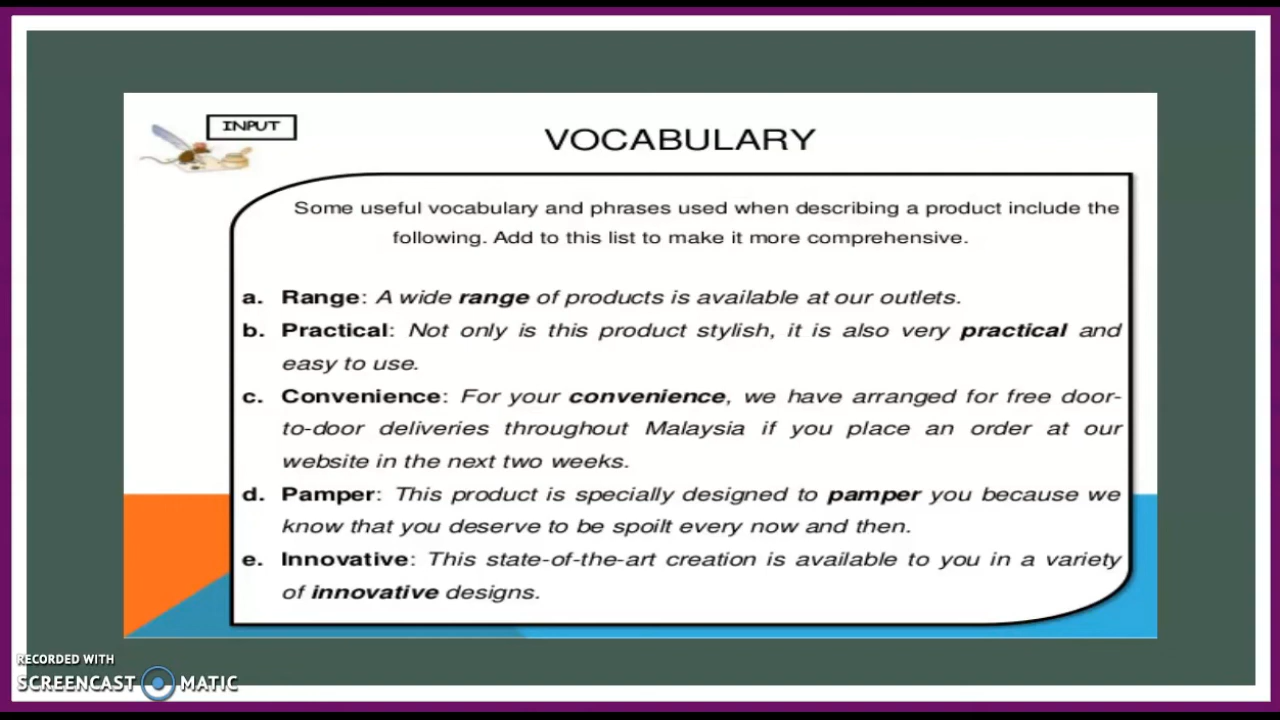 INPUT
VOCABULARY
Some useful vocabulary and phrases used when describing a product include the
following. Add to this list to make it more comprehensive.
a. Range: A wide range of products is available at our outlets.
b. Practical: Not only is this product stylish, it is also very practical and
easy to use.
c. Convenience: For your convenience, we have arranged for free door-
to-door deliveries throughout Malaysia if you place an order at our
website in the next two weeks.
d. Pamper: This product is specially designed to pamper you because we
know that you deserve to be spoilt every now and then.
e. Innovative: This state-of-the-art creation is available to you in a variety
of innovative designs.
RECORDED WITH
SCREENCAST MATIC